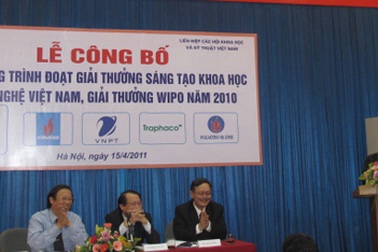 LIÊN HIỆP CÁC HỘI KHOA HỌC
VÀ KỸ THUẬT VIỆT NAM
LỄ CÔNG BỐ
G TRÌNH ĐOẠT GIẢI THƯỞNG SÁNG TẠO KHOA HỌC
NGHỆ VIỆT NAM, GIẢI THƯỞNG WIPO NĂM 2010
VNPT
Traphaco
Hà Nội, ngày 15/4/2011